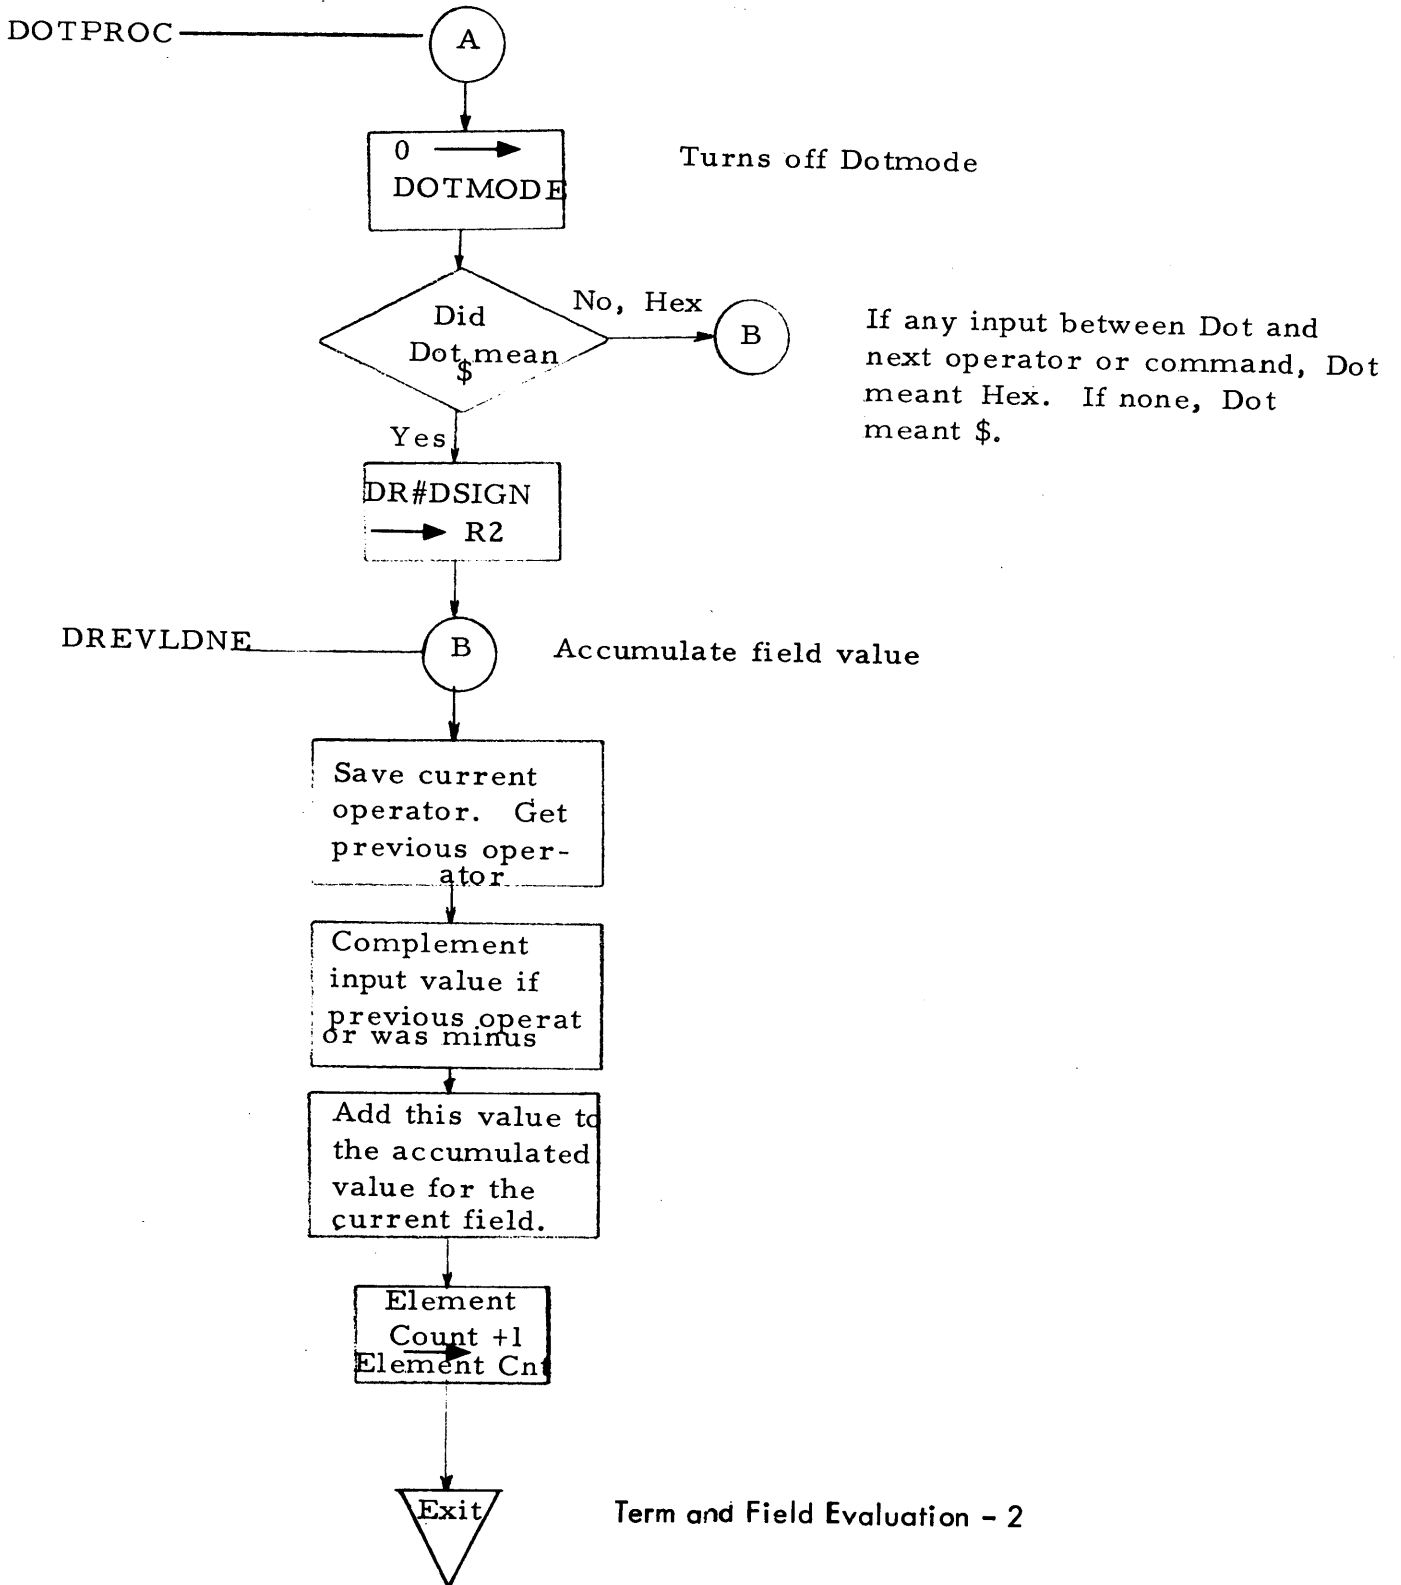 DOTPROC
A
0
DOTMODE
Turns off Dotmode
Did
Dot mean
$
No, Hex
B
If any input between Dot and
next operator or command, Dot
meant Hex. If none, Dot
meant $.
Yes
DR#DSIGN
R2
DREVLDNE
B
Accumulate field value
Save current
operator. Get
previous oper-
ator
Complement
input value if
previous operat
or was minus
Add this value to
the accumulated
value for the
current field.
Element
Count +1
Element Cnt
Exit
Term and Field Evaluation - 2